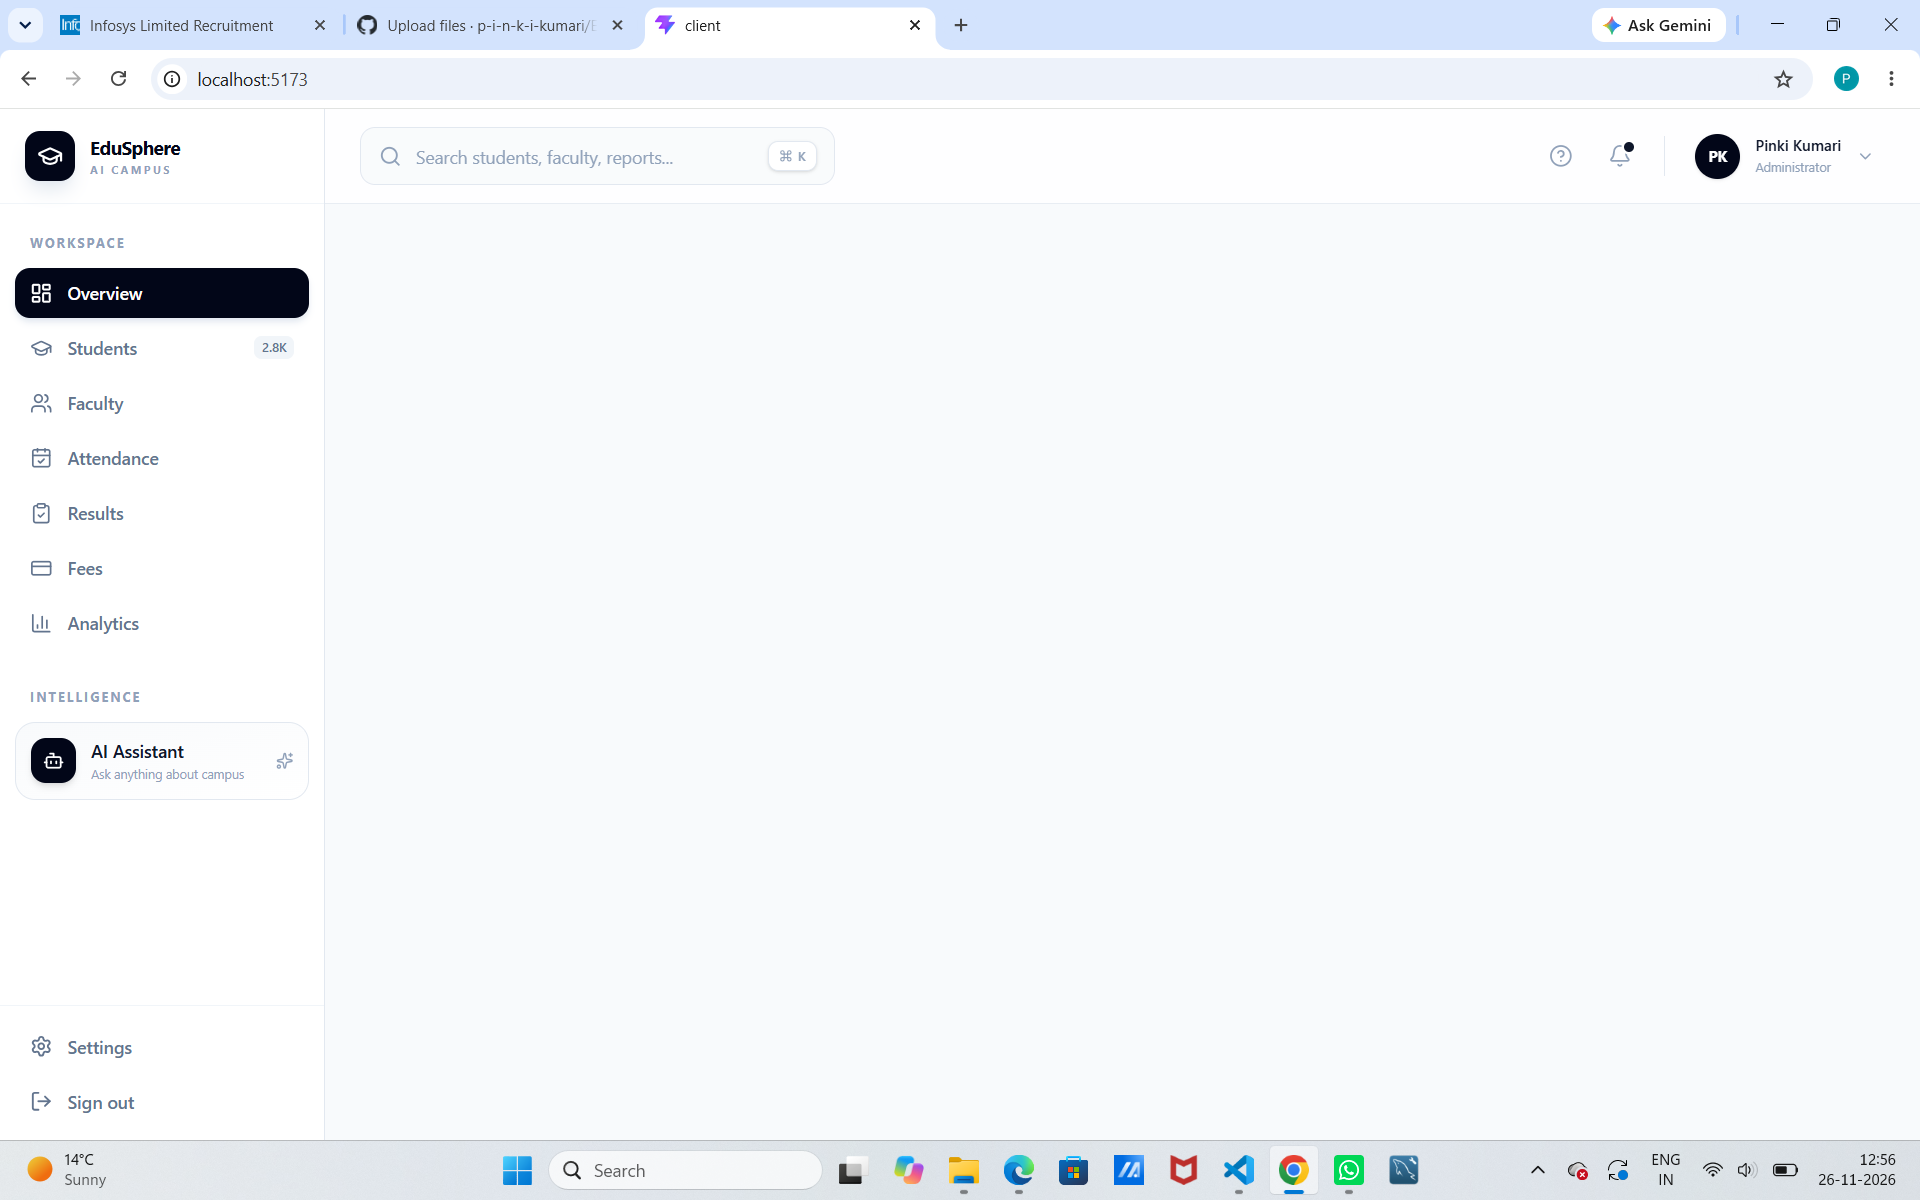 Infosys Limited Recruitment
Upload files · p-i-n-k-i-kumari/E
client
Ask Gemini
localhost:5173
P
EduSphere
AI CAMPUS
Search students, faculty, reports...
⌘ K
PK
Pinki Kumari
Administrator
WORKSPACE
Overview
Students
2.8K
Faculty
Attendance
Results
Fees
Analytics
INTELLIGENCE
AI Assistant
Ask anything about campus
Settings
Sign out
14°C
Sunny
Search
ENG
IN
12:56
26-11-2026